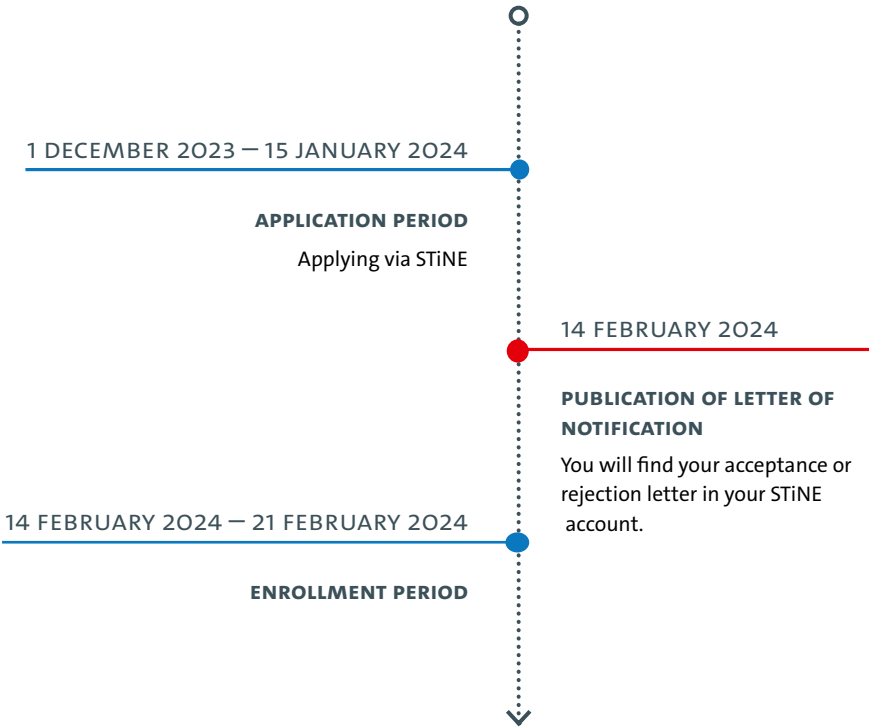 1 DECEMBER 2023 – 15 JANUARY 2024
APPLICATION PERIOD
Applying via STiNE
14 FEBRUARY 2024
PUBLICATION OF LETTER OF
NOTIFICATION
You will find your acceptance or
rejection letter in your STiNE
account.
14 FEBRUARY 2024 – 21 FEBRUARY 2024
ENROLLMENT PERIOD